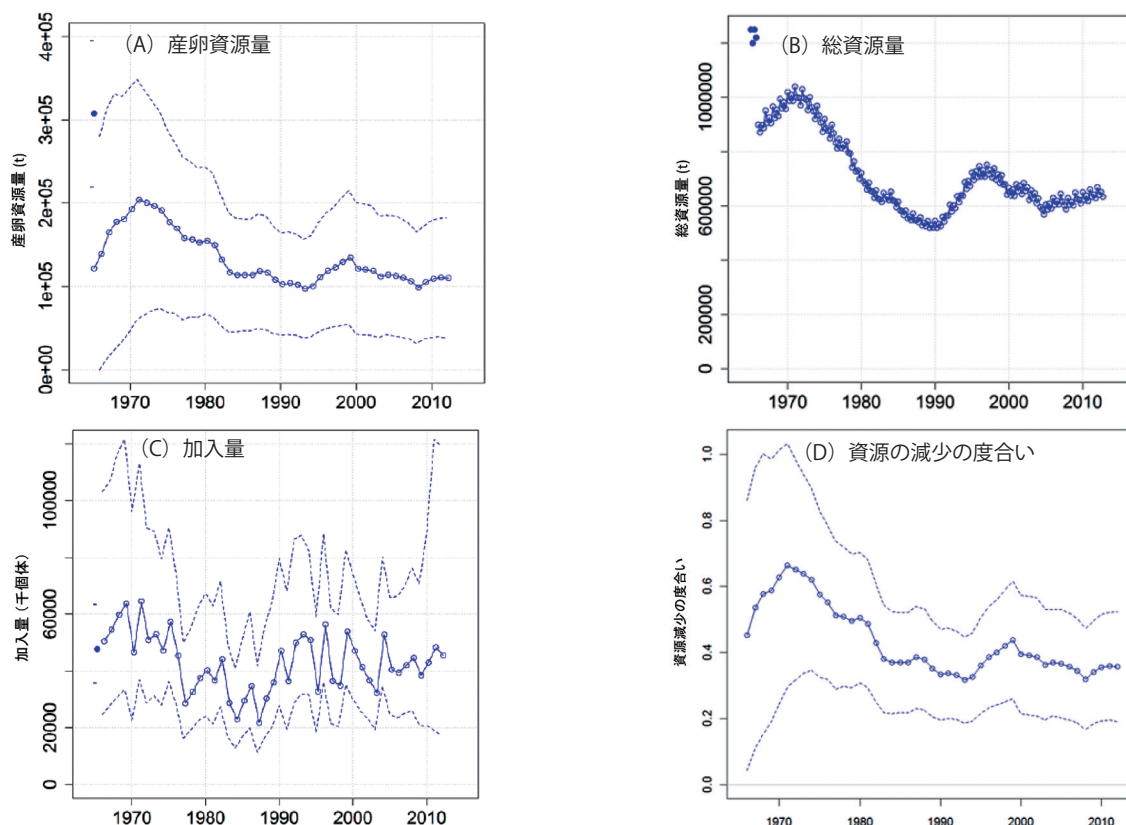 (A) 産卵資源量
産卵資源量 (t)
4e+05
3e+05
2e+05
1e+05
0e+00
1970 1980 1990 2000 2010
(B) 総資源量
総資源量 (t)
1000000
600000
200000
0
1970 1980 1990 2000 2010
(C) 加入量
加入量 (千個体)
100000
60000
20000
0
1970 1980 1990 2000 2010
(D) 資源の減少の度合い
資源減少の度合い
1.0
0.8
0.6
0.4
0.2
0.0
1970 1980 1990 2000 2010